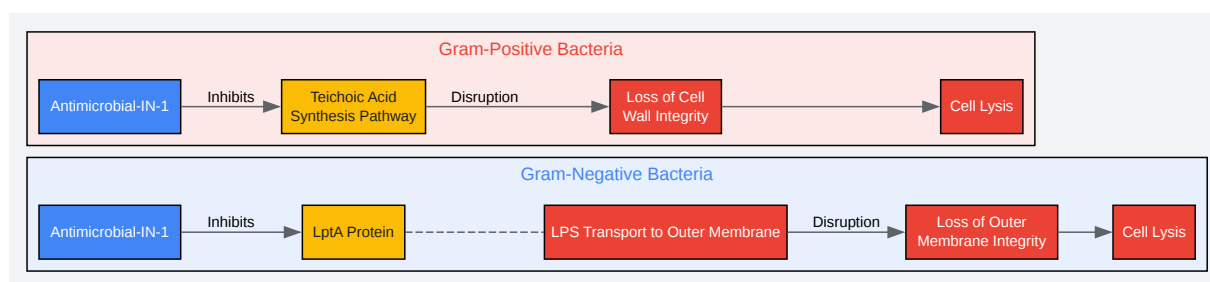 Gram-Positive Bacteria
Antimicrobial-IN-1
Inhibits
Teichoic Acid
Synthesis Pathway
Disruption
Loss of Cell
Wall Integrity
Cell Lysis
Gram-Negative Bacteria
Antimicrobial-IN-1
Inhibits
LptA Protein
LPS Transport to Outer Membrane
Disruption
Loss of Outer
Membrane Integrity
Cell Lysis